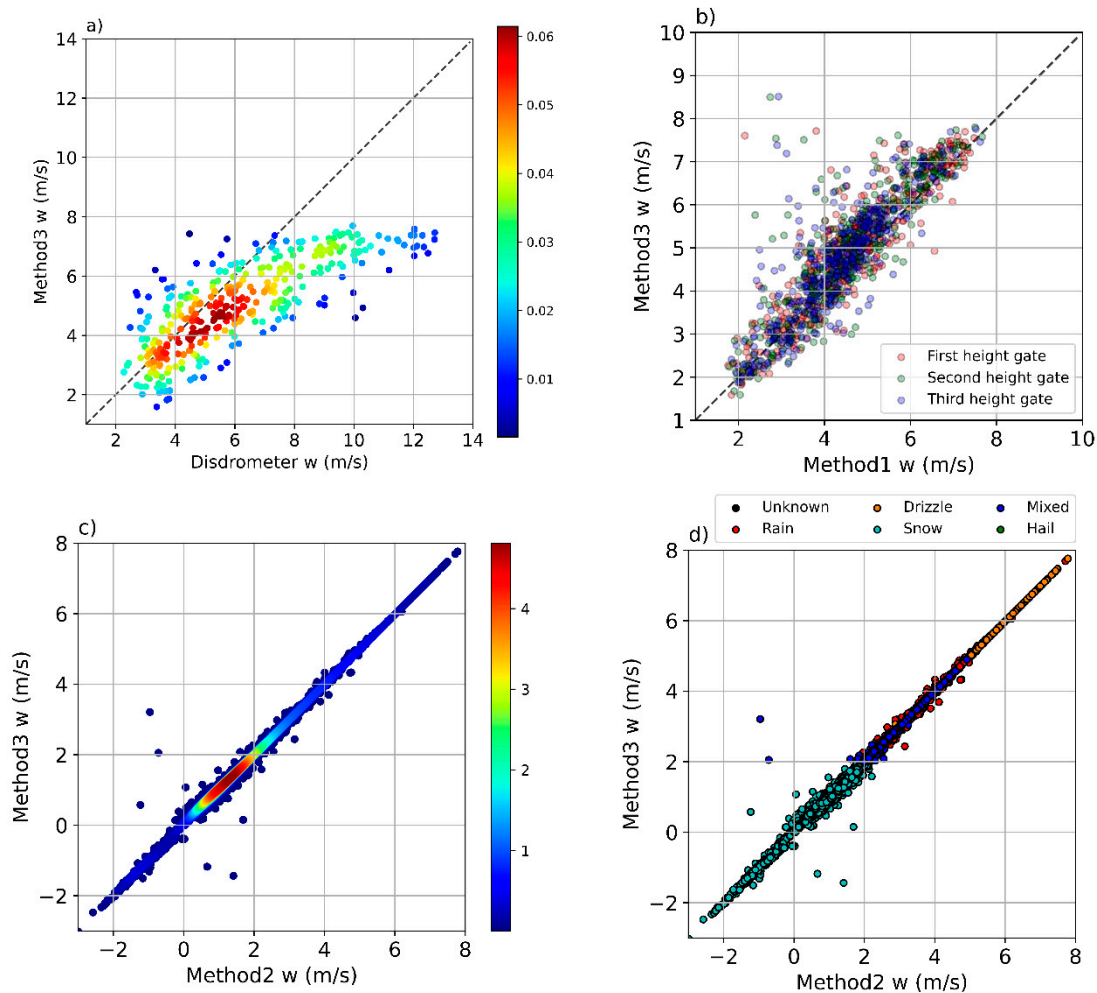 a)
14
12
10
8
6
4
2
Method3 w (m/s)
2 4 6 8 10 12 14
Disdrometer w (m/s)
0.06
0.05
0.04
0.03
0.02
0.01
b)
10
9
8
7
6
5
4
3
2
1
Method3 w (m/s)
First height gate
Second height gate
Third height gate
2 4 6 8 10
Method1 w (m/s)
c)
8
6
4
2
0
−2
Method3 w (m/s)
−2 0 2 4 6 8
Method2 w (m/s)
4
3
2
1
Unknown Drizzle Mixed
Rain Snow Hail
d)
8
6
4
2
0
−2
Method3 w (m/s)
−2 0 2 4 6 8
Method2 w (m/s)